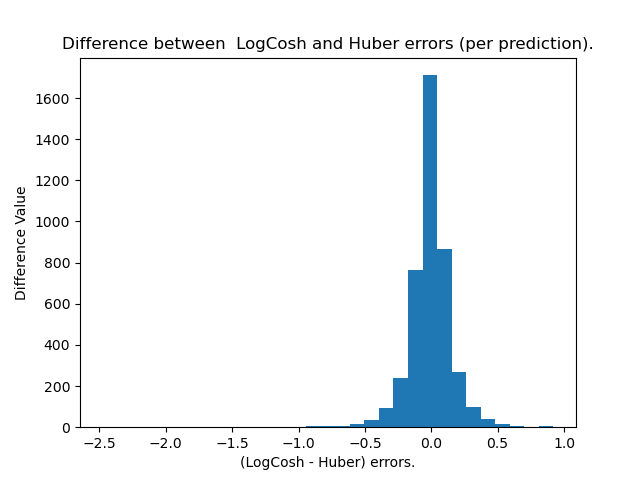 Difference between  LogCosh and Huber errors (per prediction).
1600
1400
1200
1000
800
600
400
200
0
Difference Value
−2.5 −2.0 −1.5 −1.0 −0.5 0.0 0.5 1.0
(LogCosh - Huber) errors.